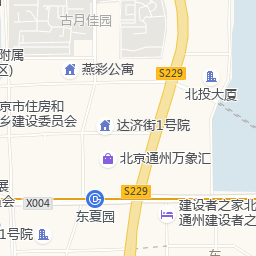 古月佳园
附属
区)
燕彩公寓
S229
北投大厦
京市住房和
乡建设委员会
达济街1号院
北京通州万象汇
展
X004
S229
东夏园
建设者之家北
通州建设者之
1号院
东